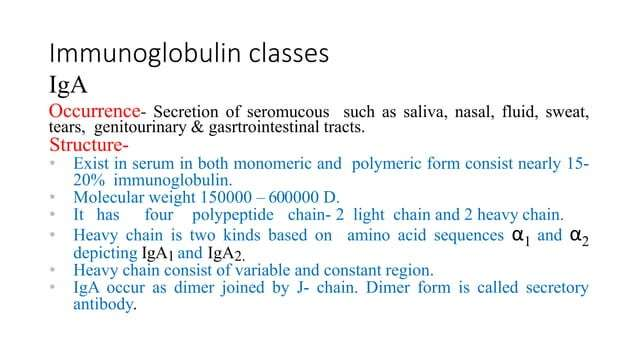 Immunoglobulin classes
IgA
Occurrence- Secretion of seromucous such as saliva, nasal, fluid, sweat,
tears, genitourinary & gasrtrointestinal tracts.
Structure-
• Exist in serum in both monomeric and polymeric form consist nearly 15-
20% immunoglobulin.
• Molecular weight 150000 – 600000 D.
• It has four polypeptide chain- 2 light chain and 2 heavy chain.
• Heavy chain is two kinds based on amino acid sequences α1 and α2
depicting IgA1 and IgA2.
• Heavy chain consist of variable and constant region.
• IgA occur as dimer joined by J- chain. Dimer form is called secretory
antibody.